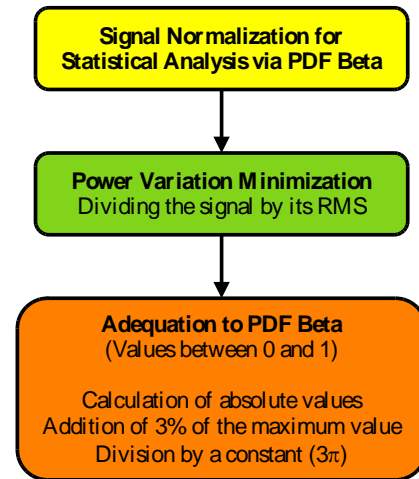 Signal Normalization for
Statistical Analysis via PDF Beta
Power Variation Minimization
Dividing the signal by its RMS
Adequation to PDF Beta
(Values between 0 and 1)
Calculation of absolute values
Addition of 3% of the maximum value
Division by a constant (3π)